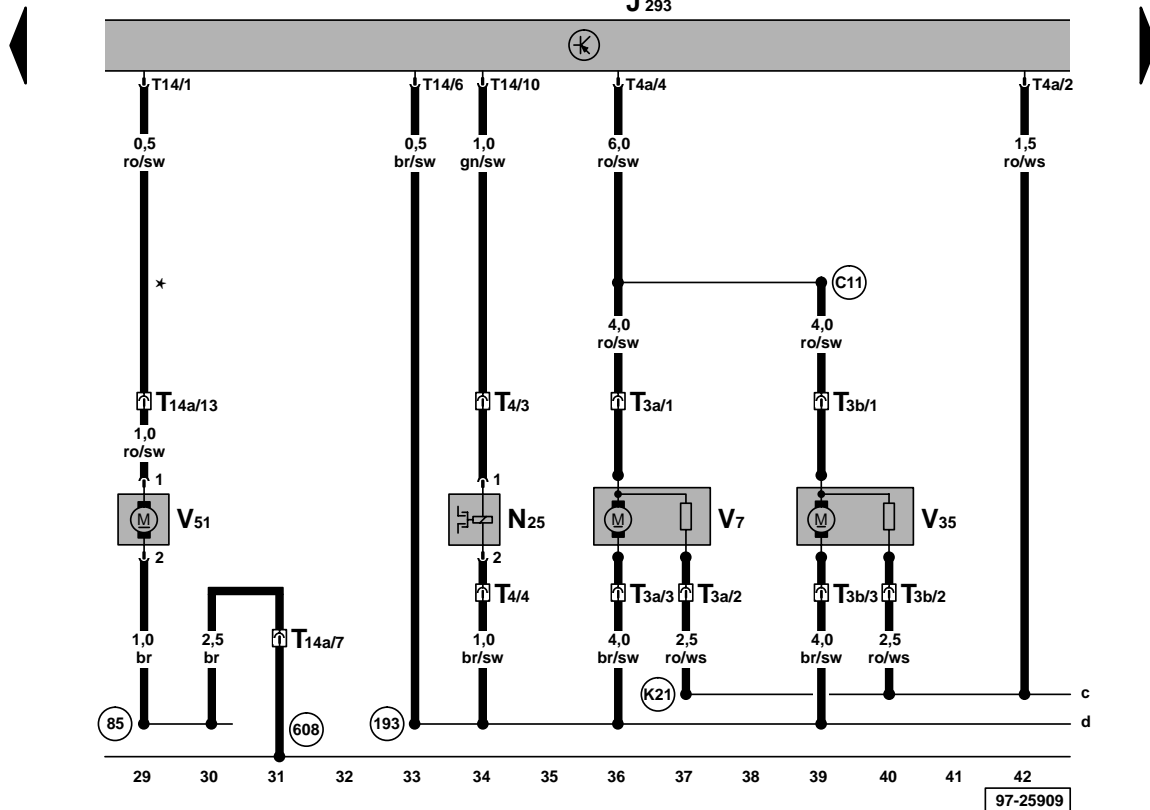 J 293
T14/1 T14/6 T14/10 T4a/4 T4a/2
0,5 0,5 1,0 6,0 1,5
ro/sw br/sw gn/sw ro/sw ro/ws
C11
4,0 4,0
ro/sw ro/sw
T14a/13 T4/3 T3a/1 T3b/1
1,0
ro/sw
1 1
M V51 N25 M V7 M V35
2 2
T4/4 T3a/3 T3a/2 T3b/3 T3b/2
1,0 2,5 T14a/7 1,0 4,0 2,5 4,0 2,5
br br br/sw br/sw ro/ws br/sw ro/ws
K21 c
85 608 193 d
29 30 31 32 33 34 35 36 37 38 39 40 41 42
97-25909